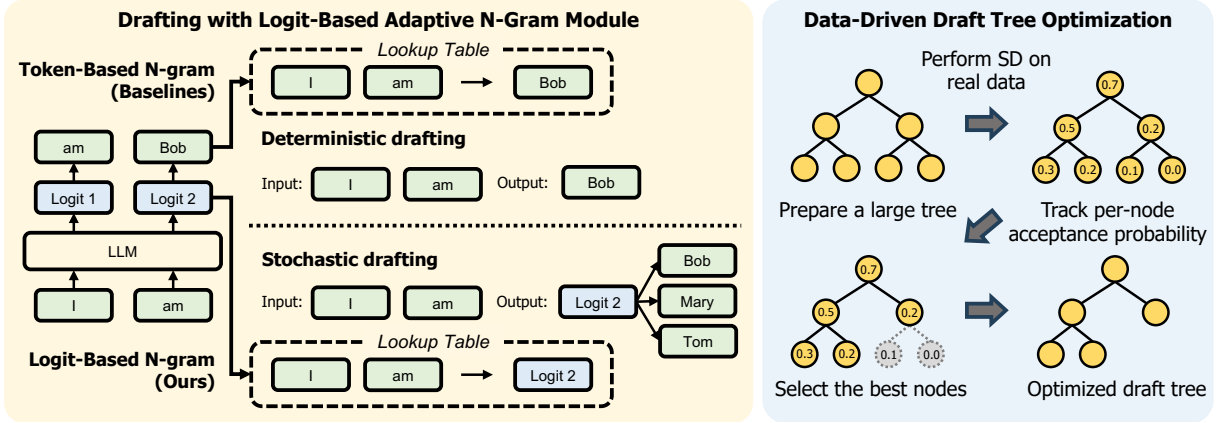 Drafting with Logit-Based Adaptive N-Gram Module
Token-Based N-gram
(Baselines)
Lookup Table
I
am
Bob
am
Bob
Logit 1
Logit 2
LLM
I
am
Deterministic drafting
Input:
I
am
Output:
Bob
Stochastic drafting
Input:
I
am
Output:
Logit 2
Bob
Mary
Tom
Logit-Based N-gram
(Ours)
Lookup Table
I
am
Logit 2
Data-Driven Draft Tree Optimization
Perform SD on
real data
0.7
0.5
0.2
0.3
0.2
0.1
0.0
Prepare a large tree
Track per-node
acceptance probability
0.7
0.5
0.2
0.3
0.2
0.1
0.0
Select the best nodes
Optimized draft tree